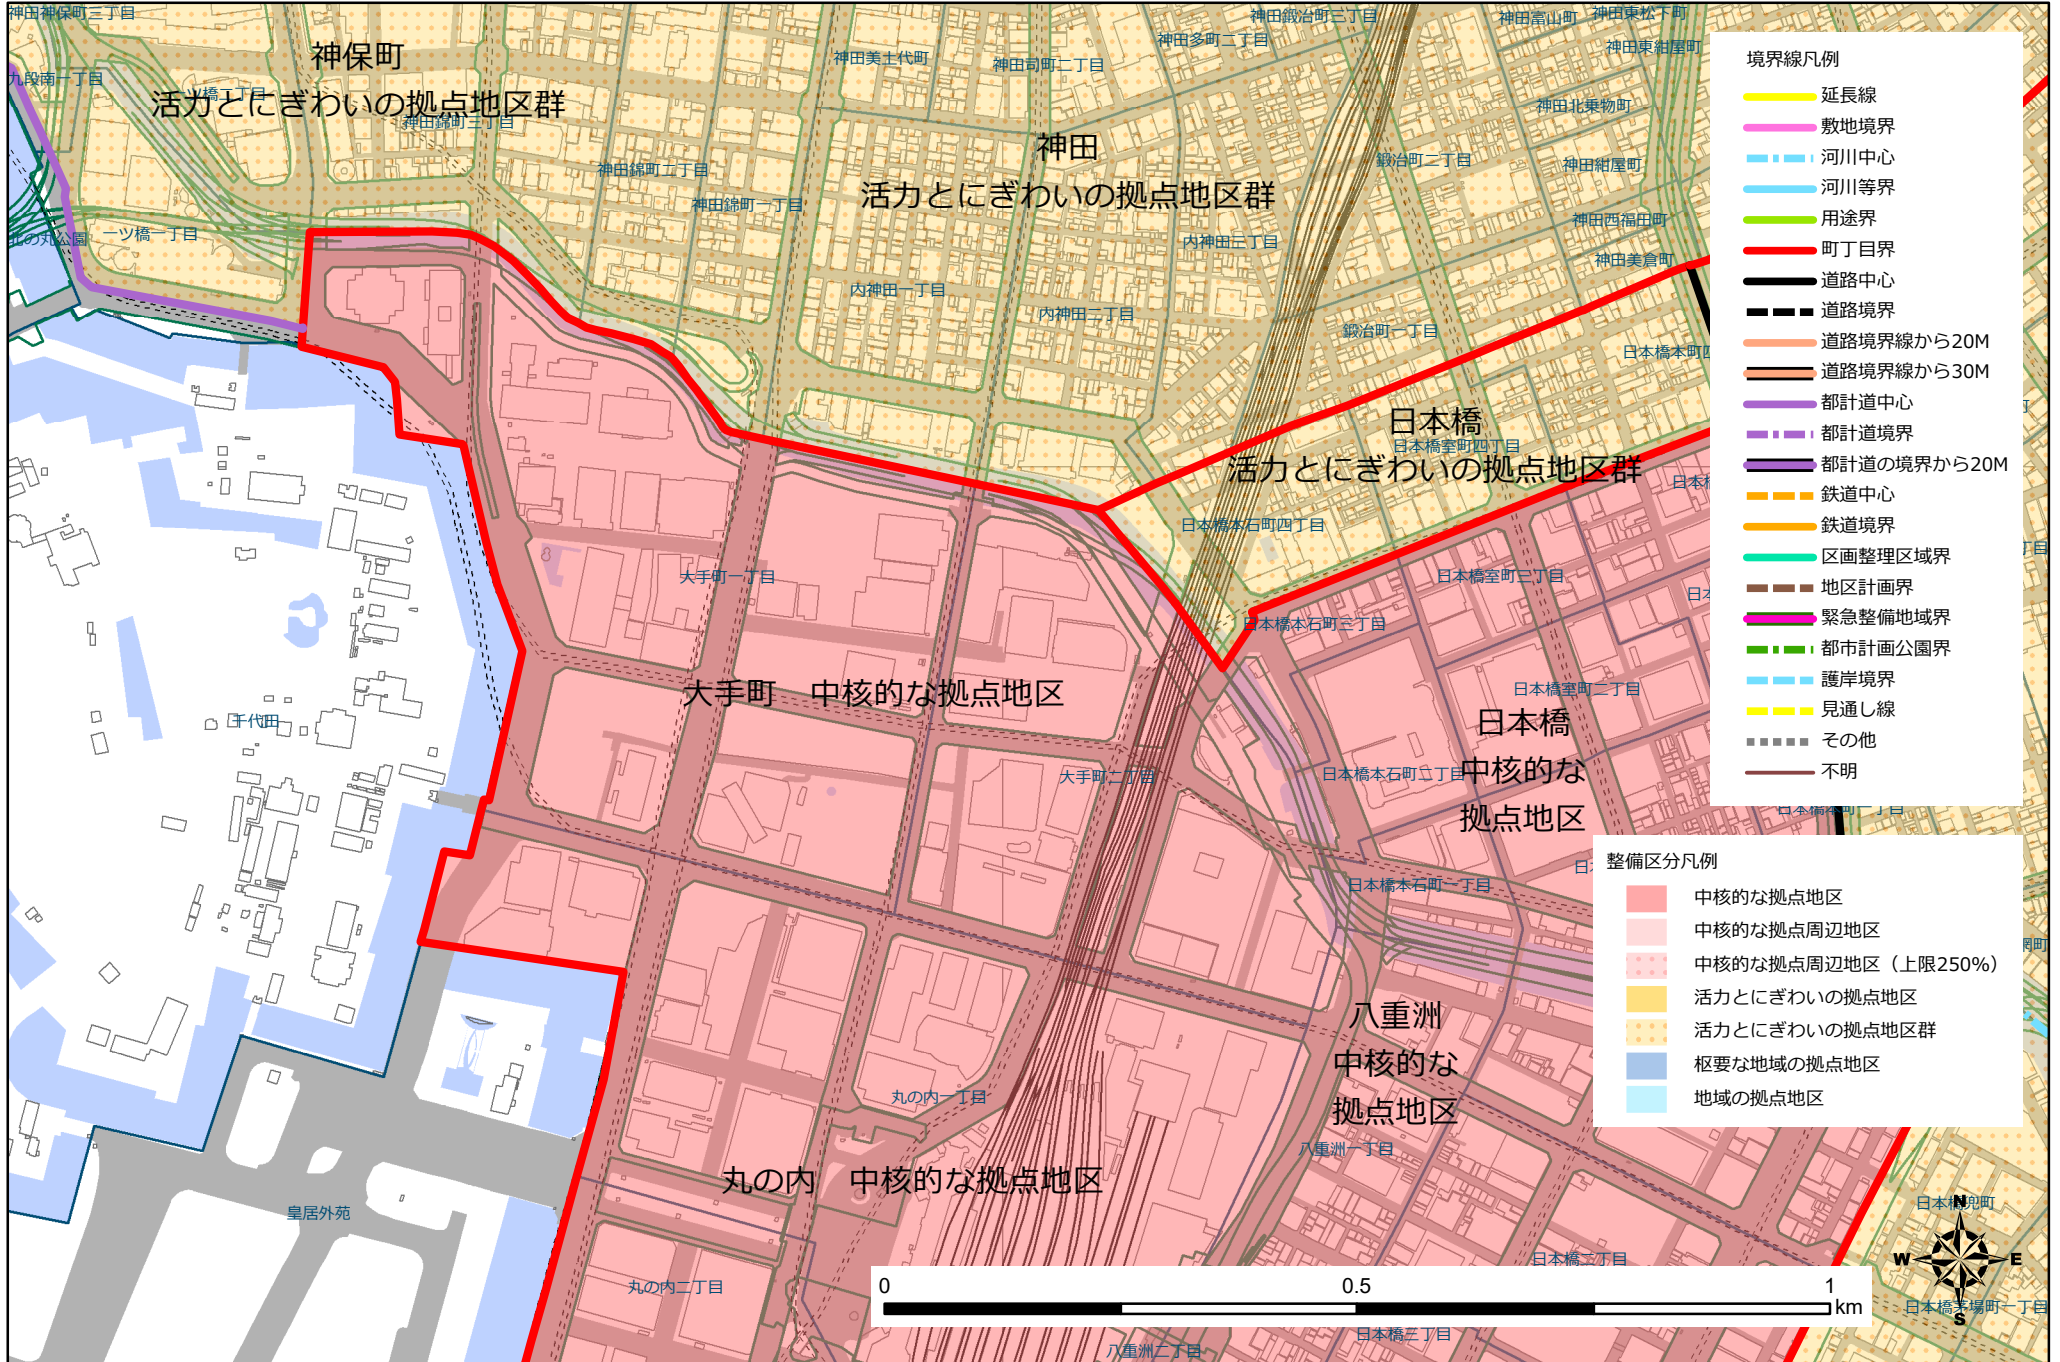 神田神保町三丁目
神保町
活力とにぎわいの拠点地区群
九段南一丁目
神田錦町三丁目
神田美土代町
神田司町二丁目
神田多町二丁目
神田鍛冶町三丁目
神田富山町
神田東松下町
神田東紺屋町
神田北乗物町
神田紺屋町
神田西福田町
神田美倉町
鍛冶町二丁目
神田
活力とにぎわいの拠点地区群
神田錦町二丁目
神田錦町一丁目
内神田三丁目
北の丸公園
一ツ橋一丁目
内神田一丁目
内神田二丁目
鍛冶町一丁目
日本橋
活力とにぎわいの拠点地区群
日本橋室町四丁目
日本橋本石町四丁目
大手町一丁目
日本橋室町三丁目
日本橋本石町三丁目
大手町　中核的な拠点地区
日本橋室町二丁目
日本橋
中核的な
拠点地区
千代田
大手町二丁目
日本橋本石町二丁目
日本橋本町一丁目
日本橋本石町一丁目
八重洲
中核的な
拠点地区
丸の内一丁目
八重洲一丁目
丸の内　中核的な拠点地区
皇居外苑
丸の内二丁目
日本橋二丁目
日本橋三丁目
八重洲二丁目
日本橋兜町
日本橋茅場町一丁目
境界線凡例
延長線
敷地境界
河川中心
河川等界
用途界
町丁目界
道路中心
道路境界
道路境界線から20M
道路境界線から30M
都計道中心
都計道境界
都計道の境界から20M
鉄道中心
鉄道境界
区画整理区域界
地区計画界
緊急整備地域界
都市計画公園界
護岸境界
見通し線
その他
不明
整備区分凡例
中核的な拠点地区
中核的な拠点周辺地区
中核的な拠点周辺地区（上限250%）
活力とにぎわいの拠点地区
活力とにぎわいの拠点地区群
枢要な地域の拠点地区
地域の拠点地区
N
W E
S
0 0.5 1
km